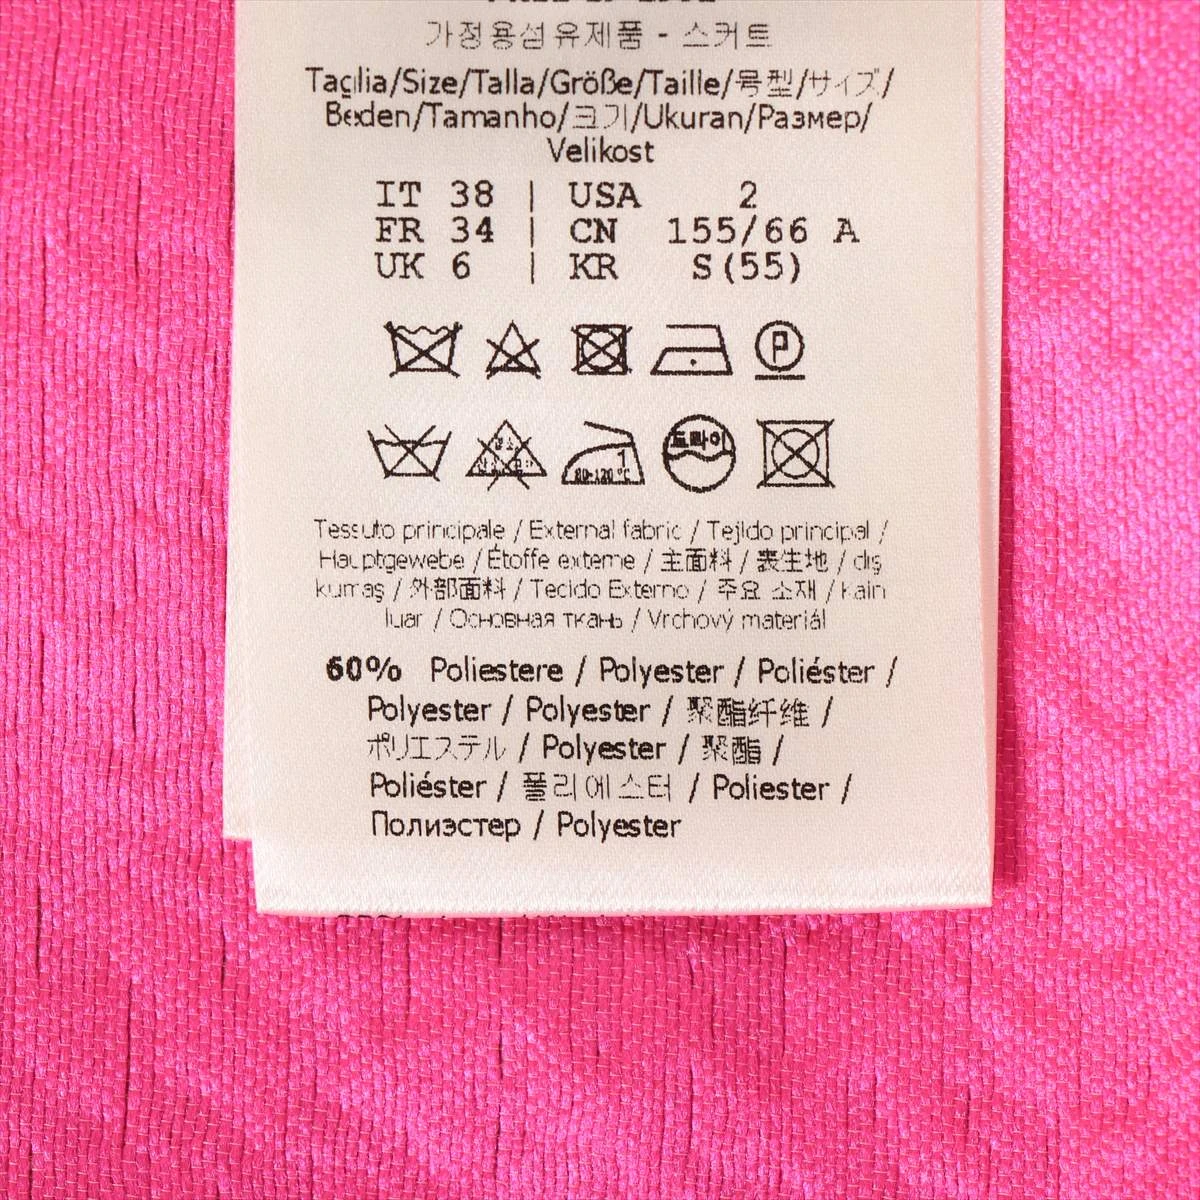 가정용섬유제품 - 스커트
Taglia/Size/Talla/Größe/Taille/号型/サイズ/
Beden/Tamanho/크기/Ukuran/Размер/
Velikost
IT 38 | USA 2
FR 34 | CN 155/66 A
UK 6 | KR S(55)
P
드라이
1
80-120°C
Tessuto principale / External fabric / Tejido principal /
Hauptgewebe / Étoffe externe / 主面料 / 表生地 / dış
kumaş / 外部面料 / Tecido Externo / 주요 소재 / kain
luar / Основная ткань / Vrchový materiál
60% Poliestere / Polyester / Poliéster /
Polyester / Polyester / 聚酯纤维 /
ポリエステル / Polyester / 聚酯 /
Poliéster / 폴리에스터 / Poliester /
Полиэстер / Polyester